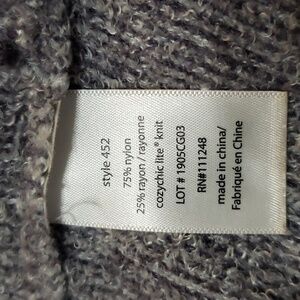 style 452
75% nylon
25% rayon / rayonne
cozychic lite® knit
LOT # 1905CG03
RN#111248
made in china/
Fabriqué en Chine